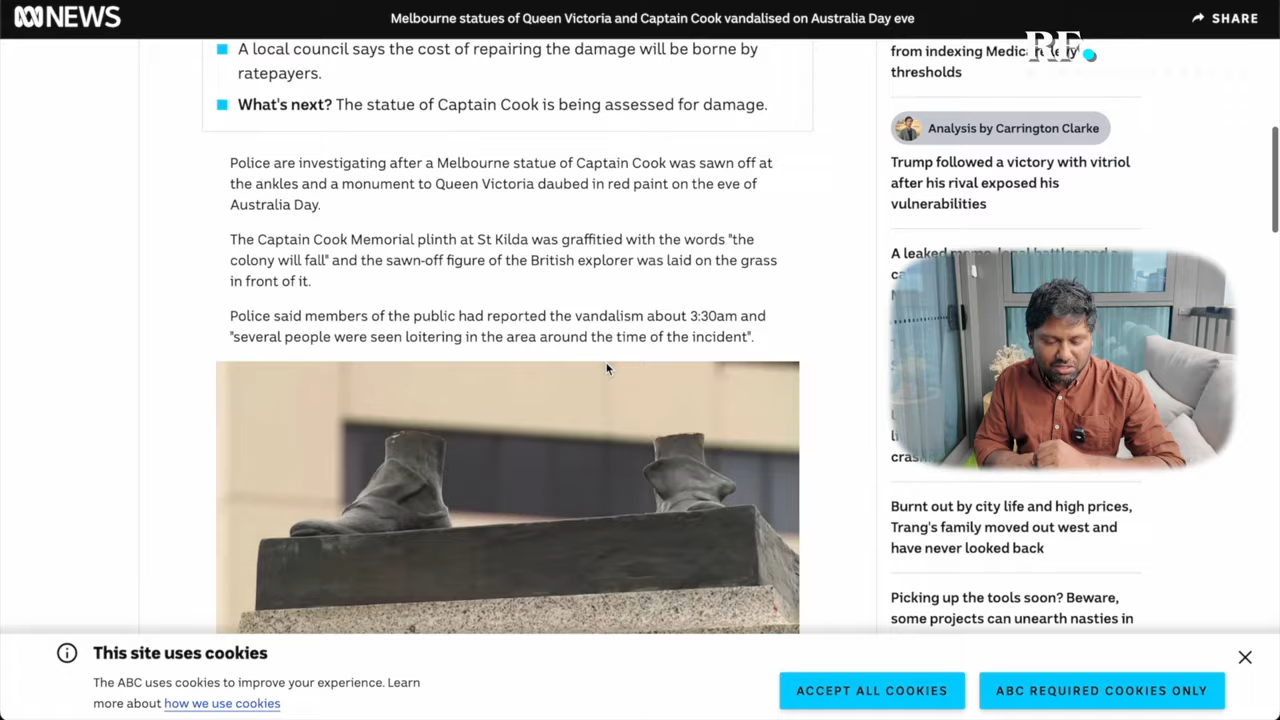 NEWS
Melbourne statues of Queen Victoria and Captain Cook vandalised on Australia Day eve
SHARE
A local council says the cost of repairing the damage will be borne by
ratepayers.
What's next? The statue of Captain Cook is being assessed for damage.
Police are investigating after a Melbourne statue of Captain Cook was sawn off at
the ankles and a monument to Queen Victoria daubed in red paint on the eve of
Australia Day.
The Captain Cook Memorial plinth at St Kilda was graffitied with the words "the
colony will fall" and the sawn-off figure of the British explorer was laid on the grass
in front of it.
Police said members of the public had reported the vandalism about 3:30am and
"several people were seen loitering in the area around the time of the incident".
RF.
from indexing Medicare levy
thresholds
Analysis by Carrington Clarke
Trump followed a victory with vitriol
after his rival exposed his
vulnerabilities
A leaked memo, legal battles and
Burnt out by city life and high prices,
Trang's family moved out west and
have never looked back
Picking up the tools soon? Beware,
some projects can unearth nasties in
This site uses cookies
The ABC uses cookies to improve your experience. Learn
more about how we use cookies
ACCEPT ALL COOKIES
ABC REQUIRED COOKIES ONLY